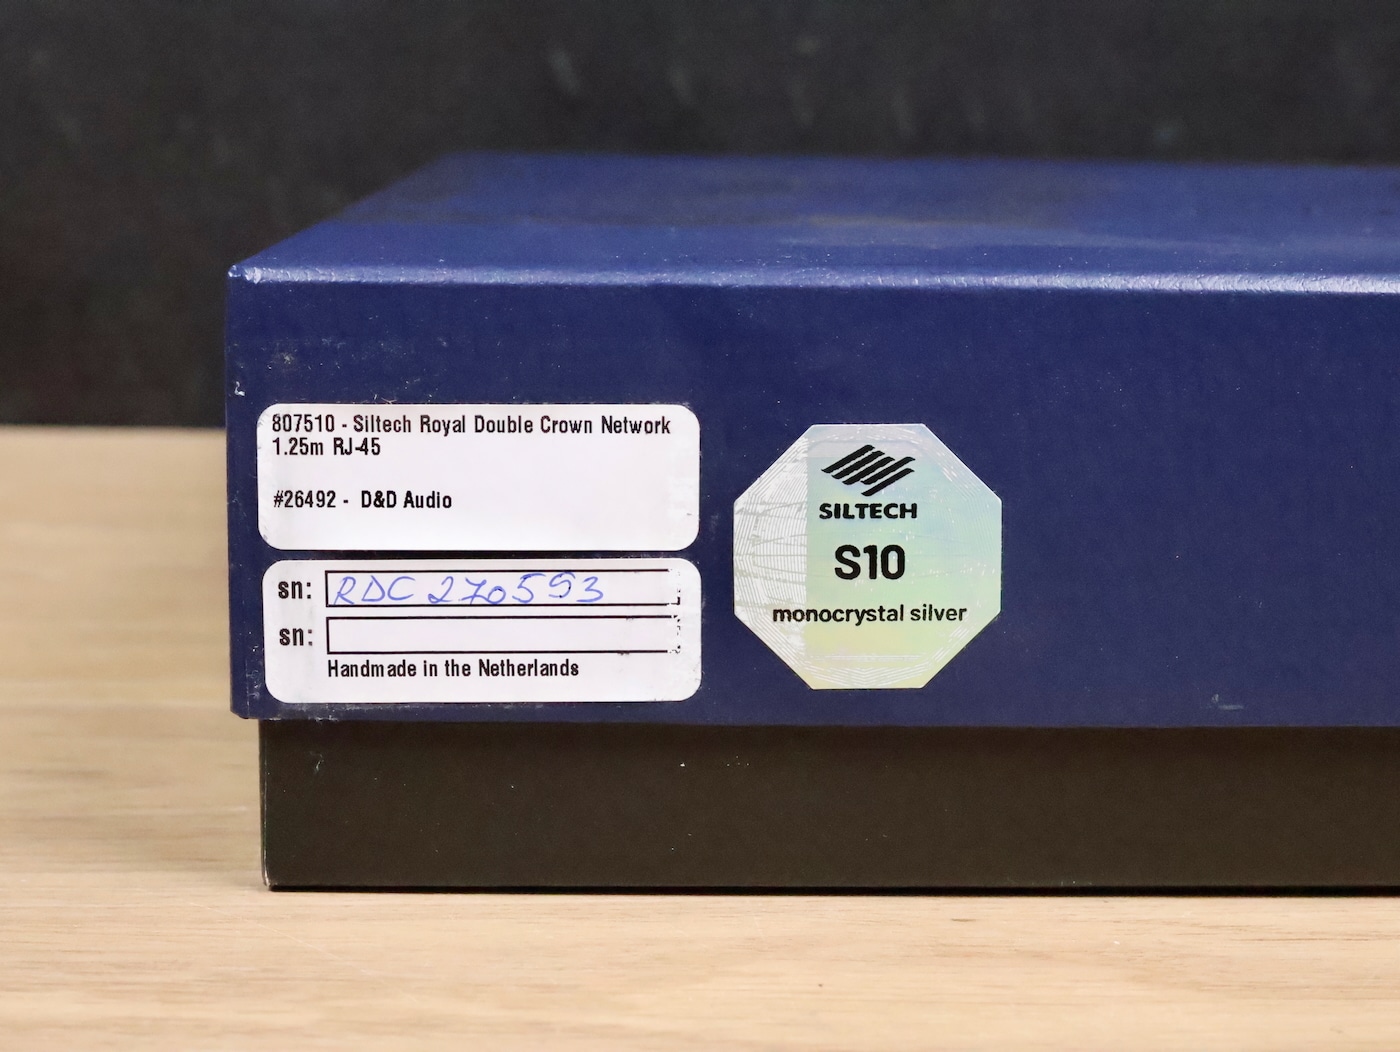 807510 - Siltech Royal Double Crown Network
1.25m RJ-45
#26492 - D&D Audio
sn: RDC 270593
sn:
Handmade in the Netherlands
SILTECH
S10
monocrystal silver